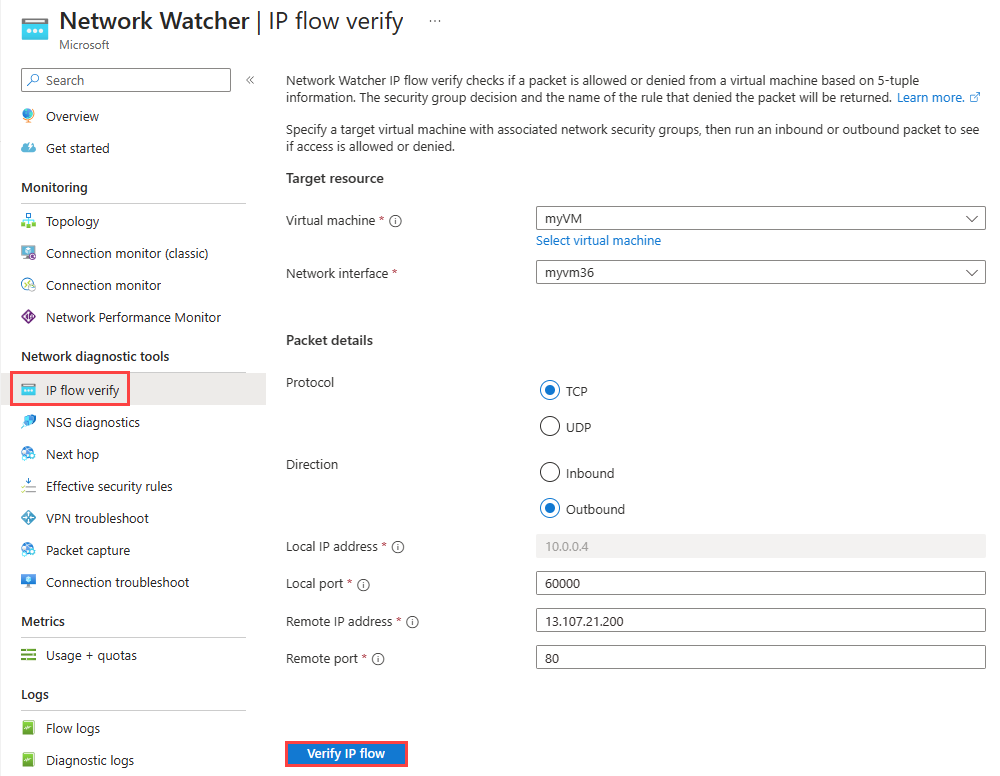 Network Watcher | IP flow verify ...
Microsoft
Search «
Overview
Get started
Monitoring
Topology
Connection monitor (classic)
Connection monitor
Network Performance Monitor
Network diagnostic tools
IP flow verify
NSG diagnostics
Next hop
Effective security rules
VPN troubleshoot
Packet capture
Connection troubleshoot
Metrics
Usage + quotas
Logs
Flow logs
Diagnostic logs
Network Watcher IP flow verify checks if a packet is allowed or denied from a virtual machine based on 5-tuple
information. The security group decision and the name of the rule that denied the packet will be returned. Learn more.
Specify a target virtual machine with associated network security groups, then run an inbound or outbound packet to see
if access is allowed or denied.
Target resource
Virtual machine * myVM
Select virtual machine
Network interface * myvm36
Packet details
Protocol
TCP
UDP
Direction
Inbound
Outbound
Local IP address * 10.0.0.4
Local port * 60000
Remote IP address * 13.107.21.200
Remote port * 80
Verify IP flow